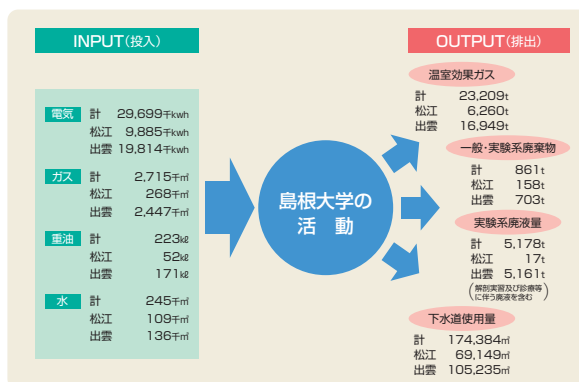 INPUT(投入)
電気 計 29,699千kwh
松江 9,885千kwh
出雲 19,814千kwh
ガス 計 2,715千㎥
松江 268千㎥
出雲 2,447千㎥
重油 計 223㎘
松江 52㎘
出雲 171㎘
水 計 245千㎥
松江 109千㎥
出雲 136千㎥
島根大学の
活 動
OUTPUT(排出)
温室効果ガス
計 23,209t
松江 6,260t
出雲 16,949t
一般・実験系廃棄物
計 861t
松江 158t
出雲 703t
実験系廃液量
計 5,178t
松江 17t
出雲 5,161t
(解剖実習及び診療等
に伴う廃液を含む)
下水道使用量
計 174,384㎥
松江 69,149㎥
出雲 105,235㎥